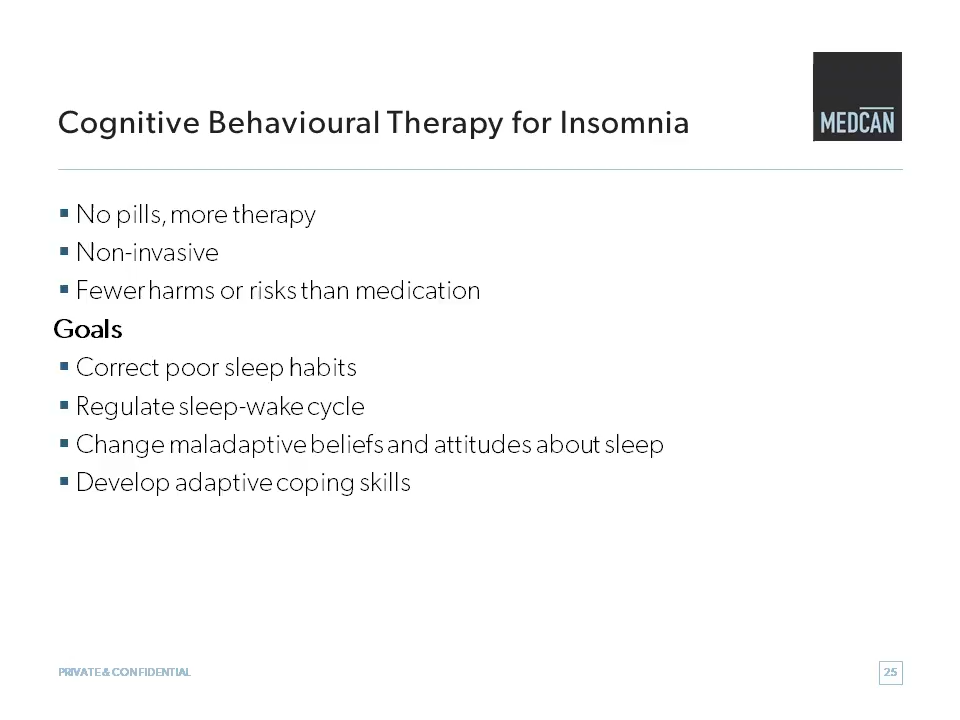 Cognitive Behavioural Therapy for Insomnia
MEDCAN
▪ No pills, more therapy
▪ Non-invasive
▪ Fewer harms or risks than medication
Goals
▪ Correct poor sleep habits
▪ Regulate sleep-wake cycle
▪ Change maladaptive beliefs and attitudes about sleep
▪ Develop adaptive coping skills
PRIVATE & CONFIDENTIAL
25